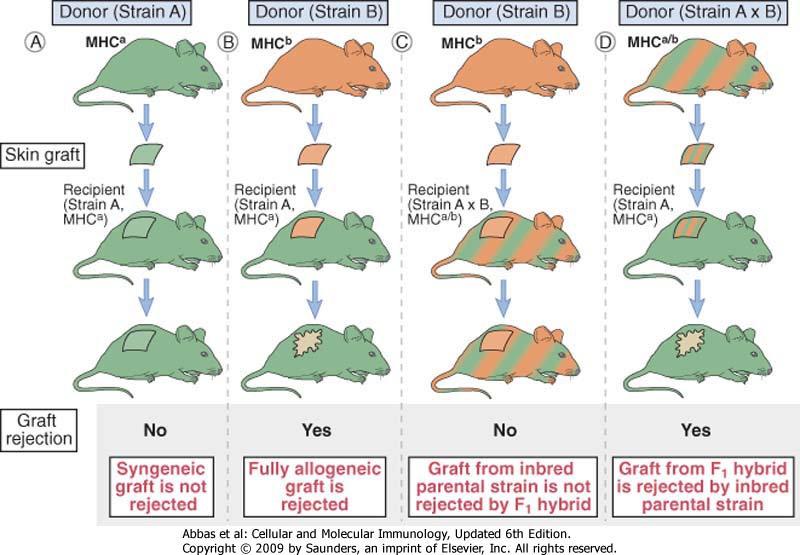 Donor (Strain A)
Donor (Strain B)
Donor (Strain B)
Donor (Strain A x B)
A
MHCᵃ
B
MHCᵇ
C
MHCᵇ
D
MHCᵃ/ᵇ
Skin graft
Recipient
(Strain A,
MHCᵃ)
Recipient
(Strain A,
MHCᵃ)
Recipient
(Strain A x B,
MHCᵃ/ᵇ)
Recipient
(Strain A,
MHCᵃ)
Graft
rejection
No
Yes
No
Yes
Syngeneic
graft is not
rejected
Fully allogeneic
graft is
rejected
Graft from inbred
parental strain is not
rejected by F₁ hybrid
Graft from F₁ hybrid
is rejected by inbred
parental strain
Abbas et al: Cellular and Molecular Immunology, Updated 6th Edition.
Copyright © 2009 by Saunders, an imprint of Elsevier, Inc. All rights reserved.